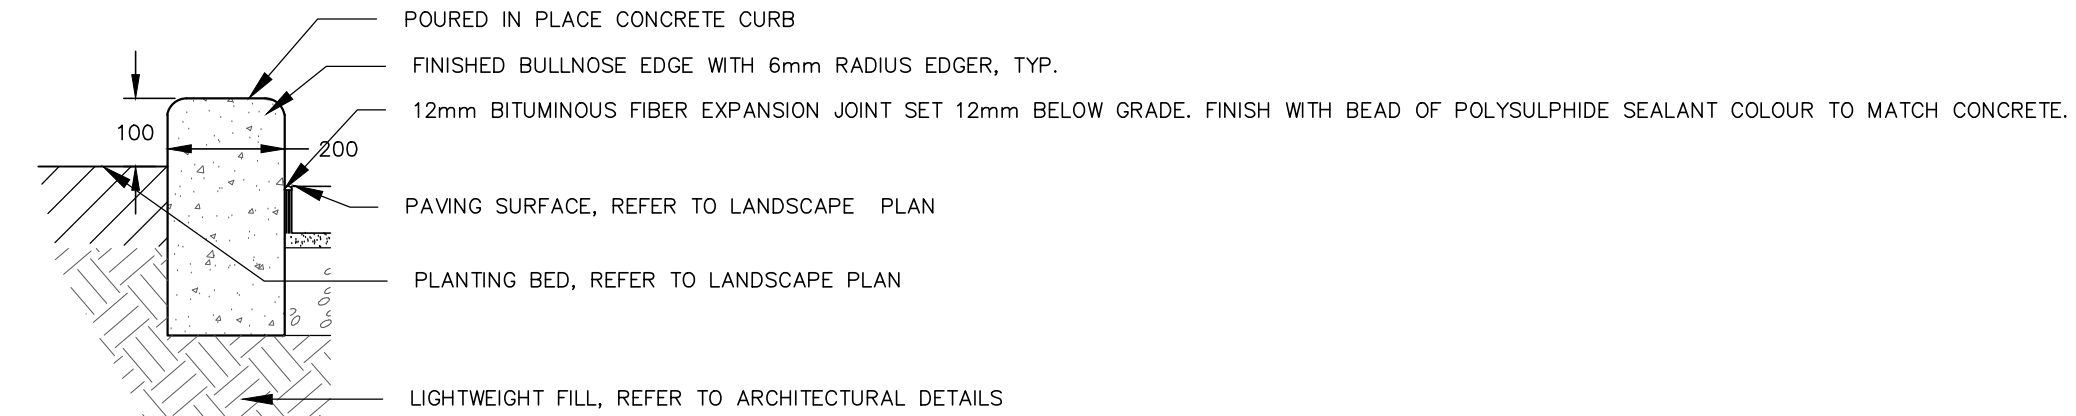 POURED IN PLACE CONCRETE CURB
FINISHED BULLNOSE EDGE WITH 6mm RADIUS EDGER, TYP.
12mm BITUMINOUS FIBER EXPANSION JOINT SET 12mm BELOW GRADE. FINISH WITH BEAD OF POLYSULPHIDE SEALANT COLOUR TO MATCH CONCRETE.
100
200
PAVING SURFACE, REFER TO LANDSCAPE PLAN
PLANTING BED, REFER TO LANDSCAPE PLAN
LIGHTWEIGHT FILL, REFER TO ARCHITECTURAL DETAILS